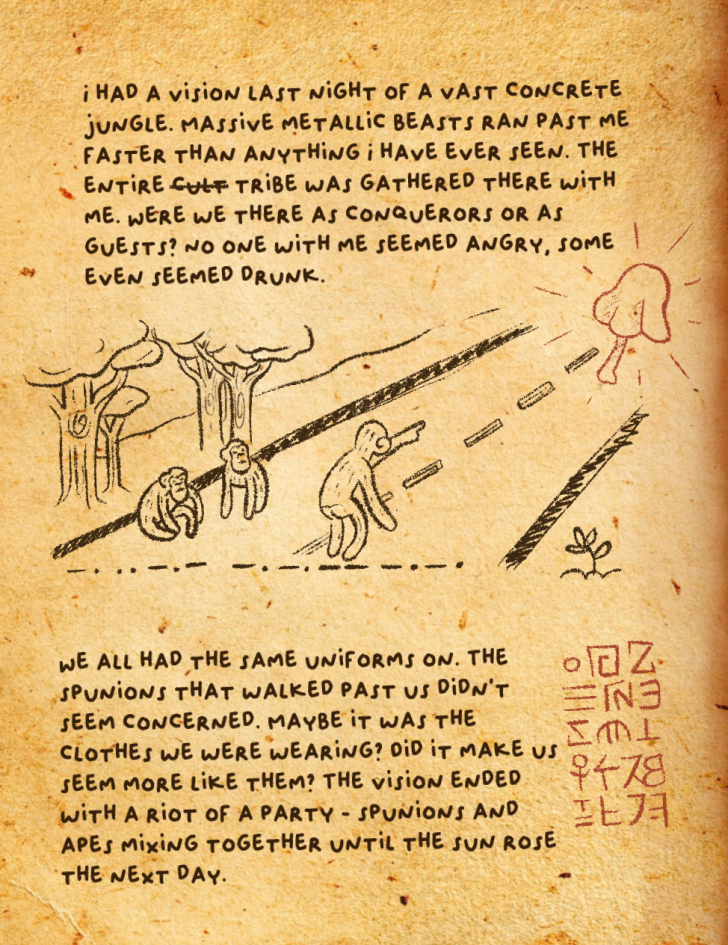 i HAD A ViSiON LAST NiGHT OF A VAST CONCRETE
jUNGLE. MASSiVE METALLiC BEASTS RAN PAST ME
FASTER THAN ANYTHiNG i HAVE EVER SEEN. THE
ENTiRE CULT TRiBE WAS GATHERED THERE WiTH
ME. WERE WE THERE AS CONQUERORS OR AS
GUESTS? NO ONE WiTH ME SEEMED ANGRY, SOME
EVEN SEEMED DRUNK.
WE ALL HAD THE SAME UNiFORMS ON. THE
SPUNiONS THAT WALKED PAST US DiDN'T
SEEM CONCERNED. MAYBE iT WAS THE
CLOTHES WE WERE WEARiNG? DiD iT MAKE US
SEEM MORE LiKE THEM? THE ViSiON ENDED
WiTH A RiOT OF A PARTY - SPUNiONS AND
APES MiXiNG TOGETHER UNTiL THE SUN ROSE
THE NEXT DAY.